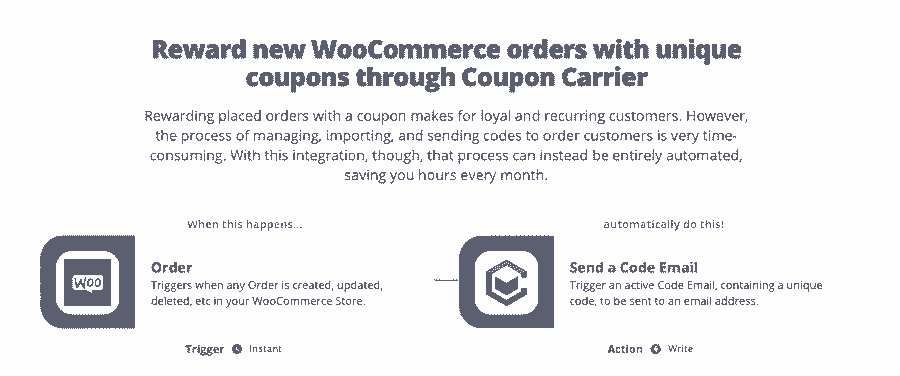 Reward new WooCommerce orders with unique
coupons through Coupon Carrier
Rewarding placed orders with a coupon makes for loyal and recurring customers. However,
the process of managing, importing, and sending codes to order customers is very time-
consuming. With this integration, though, that process can instead be entirely automated,
saving you hours every month.
When this happens...
automatically do this!
Woo
Order
Triggers when any Order is created, updated,
deleted, etc in your WooCommerce Store.
Send a Code Email
Trigger an active Code Email, containing a unique
code, to be sent to an email address.
Trigger Instant
Action Write